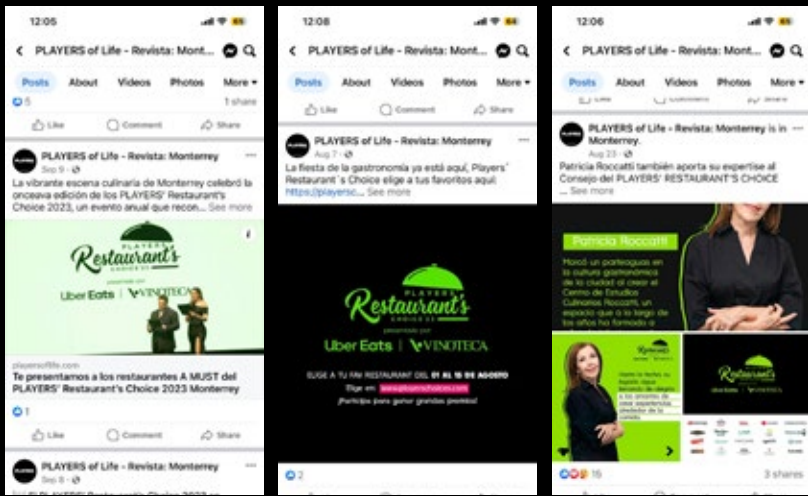 12:05
65
PLAYERS of Life - Revista: Mont...
Posts About Videos Photos More
5 1 share
Like Comment Share
PLAYERS of Life - Revista: Monterrey
Sep 9
La vibrante escena culinaria de Monterrey celebró la
onceava edición de los PLAYERS' Restaurant's
Choice 2023, un evento anual que recon... See more
PLAYERS
Restaurant's
presentado por
Uber Eats | VINOTECA
playersoflife.com
Te presentamos a los restaurantes A MUST del
PLAYERS' Restaurant's Choice 2023 Monterrey
1
Like Comment Share
PLAYERS of Life - Revista: Monterrey
Sep 8
12:08
64
PLAYERS of Life - Revista: Mont...
Posts About Videos Photos More
Like Comment Share
PLAYERS of Life - Revista: Monterrey
Aug 7
La fiesta de la gastronomía ya está aquí, Players´
Restaurant´s Choice elige a tus favoritos aquí:
https://playersc... See more
PLAYERS
Restaurant's
CHOICE 23
presentado por
Uber Eats | VINOTECA
ELIGE A TU FAV RESTAURANT DEL 01 AL 15 DE AGOSTO
Elige en:
¡Participa para ganar grandes premios!
2
12:06
65
PLAYERS of Life - Revista: Mont...
Posts About Videos Photos More
PLAYERS of Life - Revista: Monterrey is in
Monterrey.
Aug 23
Patricia Roccatti también aporta su expertise al
Consejo del PLAYERS' RESTAURANT'S CHOICE
... See more
Patricia Roccatti
Marcó un parteaguas en
la cultura gastronómica
de la ciudad al crear el
Centro de Estudios
Culinarios Roccatti, un
espacio que a lo largo de
los años ha formado a
Restaurant's
Uber Eats | VINOTECA
16 3 shares